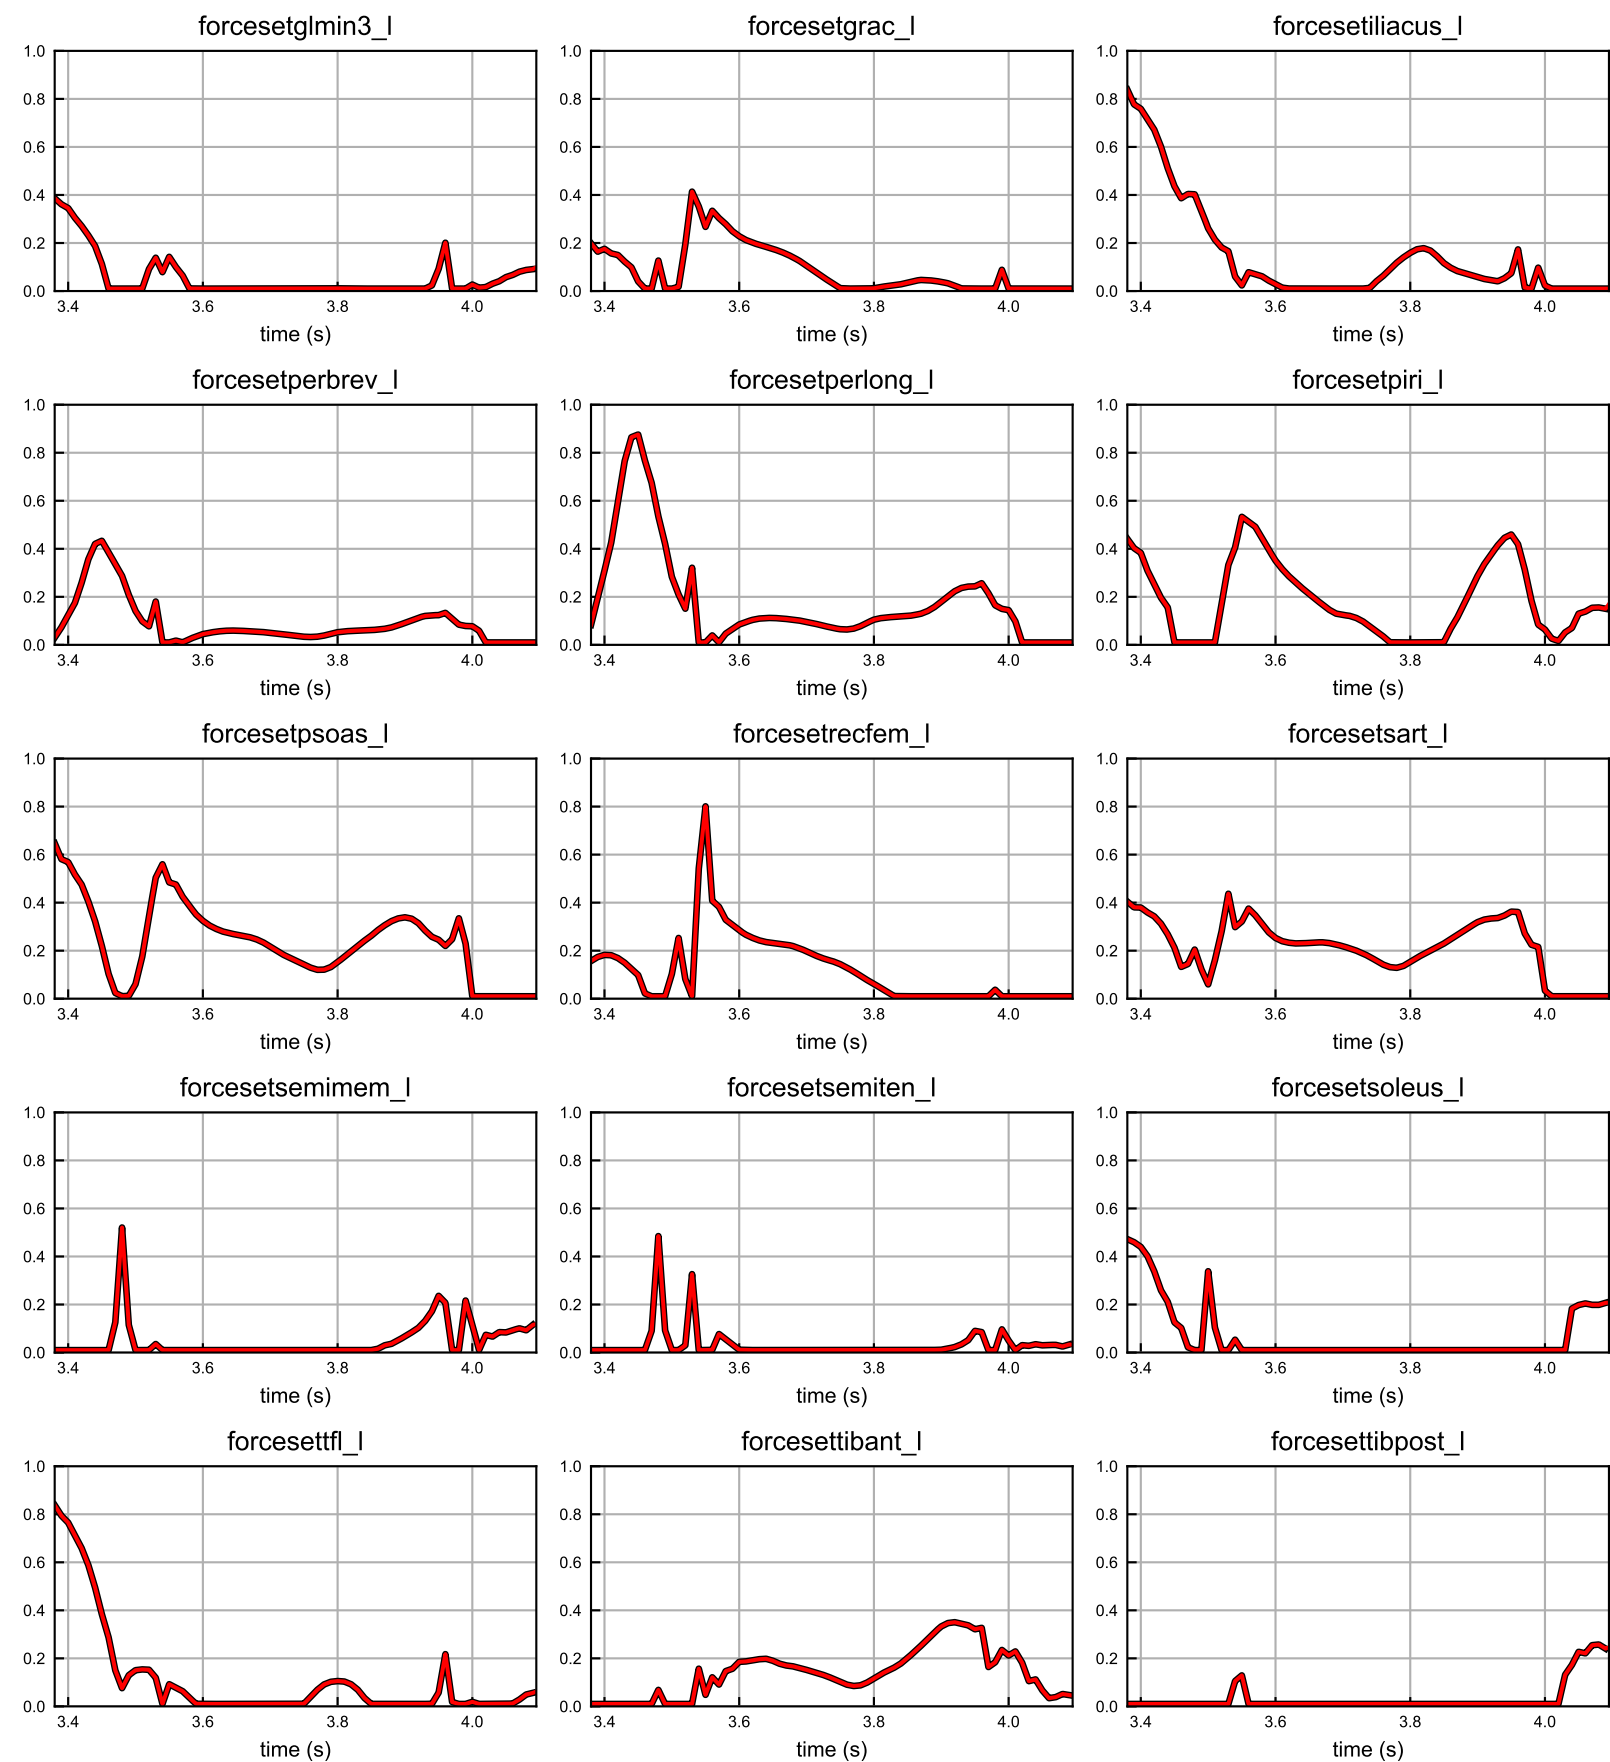 forcesetglmin3_l forcesetgrac_l forcesetiliacus_l
1.0 1.0 1.0
0.8 0.8 0.8
0.6 0.6 0.6
0.4 0.4 0.4
0.2 0.2 0.2
0.0 0.0 0.0
3.4 3.6 3.8 4.0 3.4 3.6 3.8 4.0 3.4 3.6 3.8 4.0
time (s) time (s) time (s)
forcesetperbrev_l forcesetperlong_l forcesetpiri_l
1.0 1.0 1.0
0.8 0.8 0.8
0.6 0.6 0.6
0.4 0.4 0.4
0.2 0.2 0.2
0.0 0.0 0.0
3.4 3.6 3.8 4.0 3.4 3.6 3.8 4.0 3.4 3.6 3.8 4.0
time (s) time (s) time (s)
forcesetpsoas_l forcesetrecfem_l forcesetsart_l
1.0 1.0 1.0
0.8 0.8 0.8
0.6 0.6 0.6
0.4 0.4 0.4
0.2 0.2 0.2
0.0 0.0 0.0
3.4 3.6 3.8 4.0 3.4 3.6 3.8 4.0 3.4 3.6 3.8 4.0
time (s) time (s) time (s)
forcesetsemimem_l forcesetsemiten_l forcesetsoleus_l
1.0 1.0 1.0
0.8 0.8 0.8
0.6 0.6 0.6
0.4 0.4 0.4
0.2 0.2 0.2
0.0 0.0 0.0
3.4 3.6 3.8 4.0 3.4 3.6 3.8 4.0 3.4 3.6 3.8 4.0
time (s) time (s) time (s)
forcesettfl_l forcesettibant_l forcesettibpost_l
1.0 1.0 1.0
0.8 0.8 0.8
0.6 0.6 0.6
0.4 0.4 0.4
0.2 0.2 0.2
0.0 0.0 0.0
3.4 3.6 3.8 4.0 3.4 3.6 3.8 4.0 3.4 3.6 3.8 4.0
time (s) time (s) time (s)